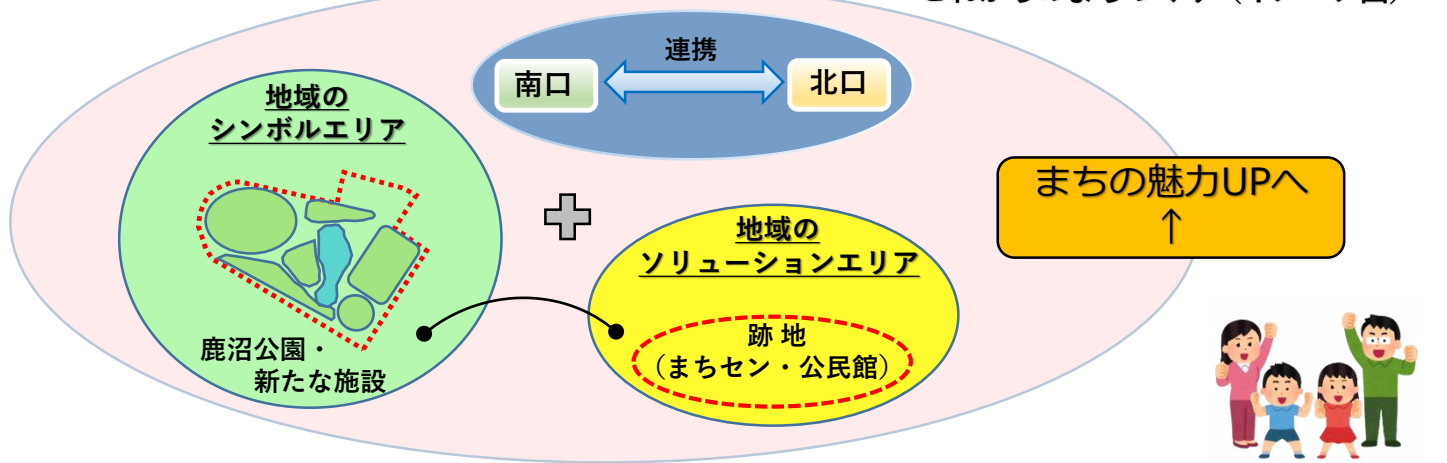 連携
南口
北口
地域の
シンボルエリア
まちの魅力UPへ
↑
地域の
ソリューションエリア
跡 地
（まちセン・公民館）
鹿沼公園・
新たな施設